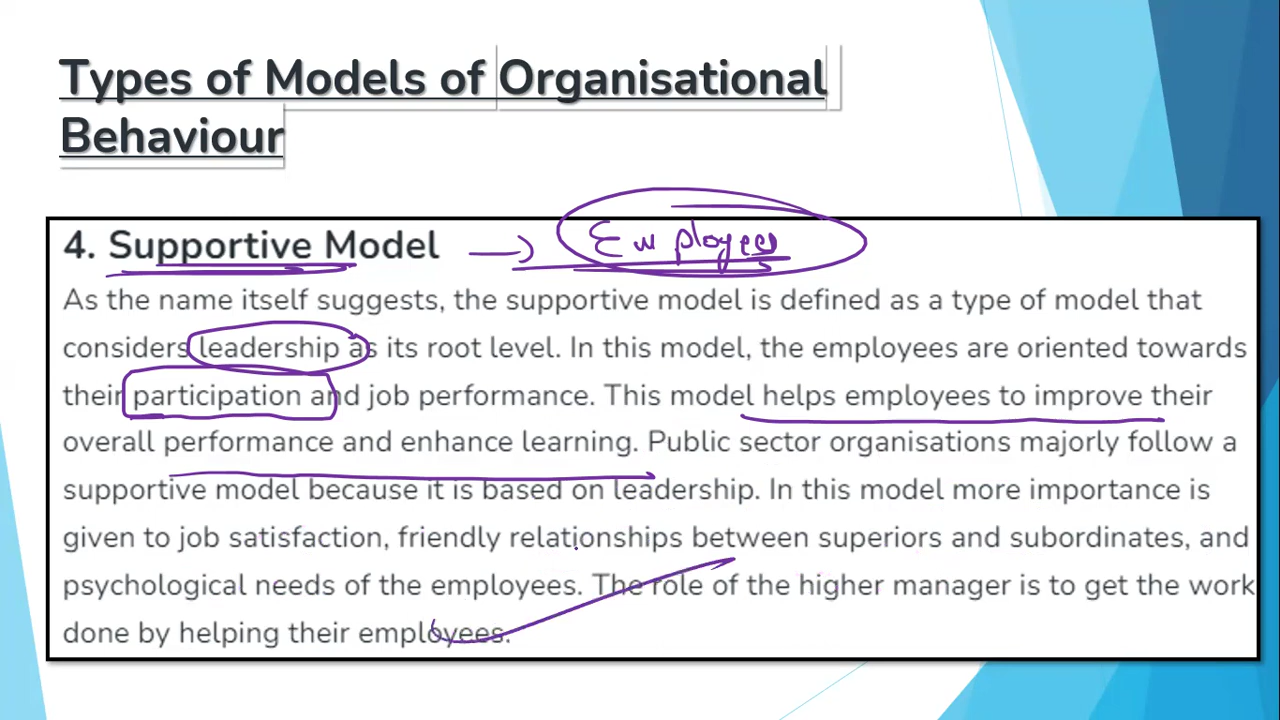 Types of Models of Organisational
Behaviour
4. Supportive Model → Employees
As the name itself suggests, the supportive model is defined as a type of model that
considers leadership as its root level. In this model, the employees are oriented towards
their participation and job performance. This model helps employees to improve their
overall performance and enhance learning. Public sector organisations majorly follow a
supportive model because it is based on leadership. In this model more importance is
given to job satisfaction, friendly relationships between superiors and subordinates, and
psychological needs of the employees. The role of the higher manager is to get the work
done by helping their employees.